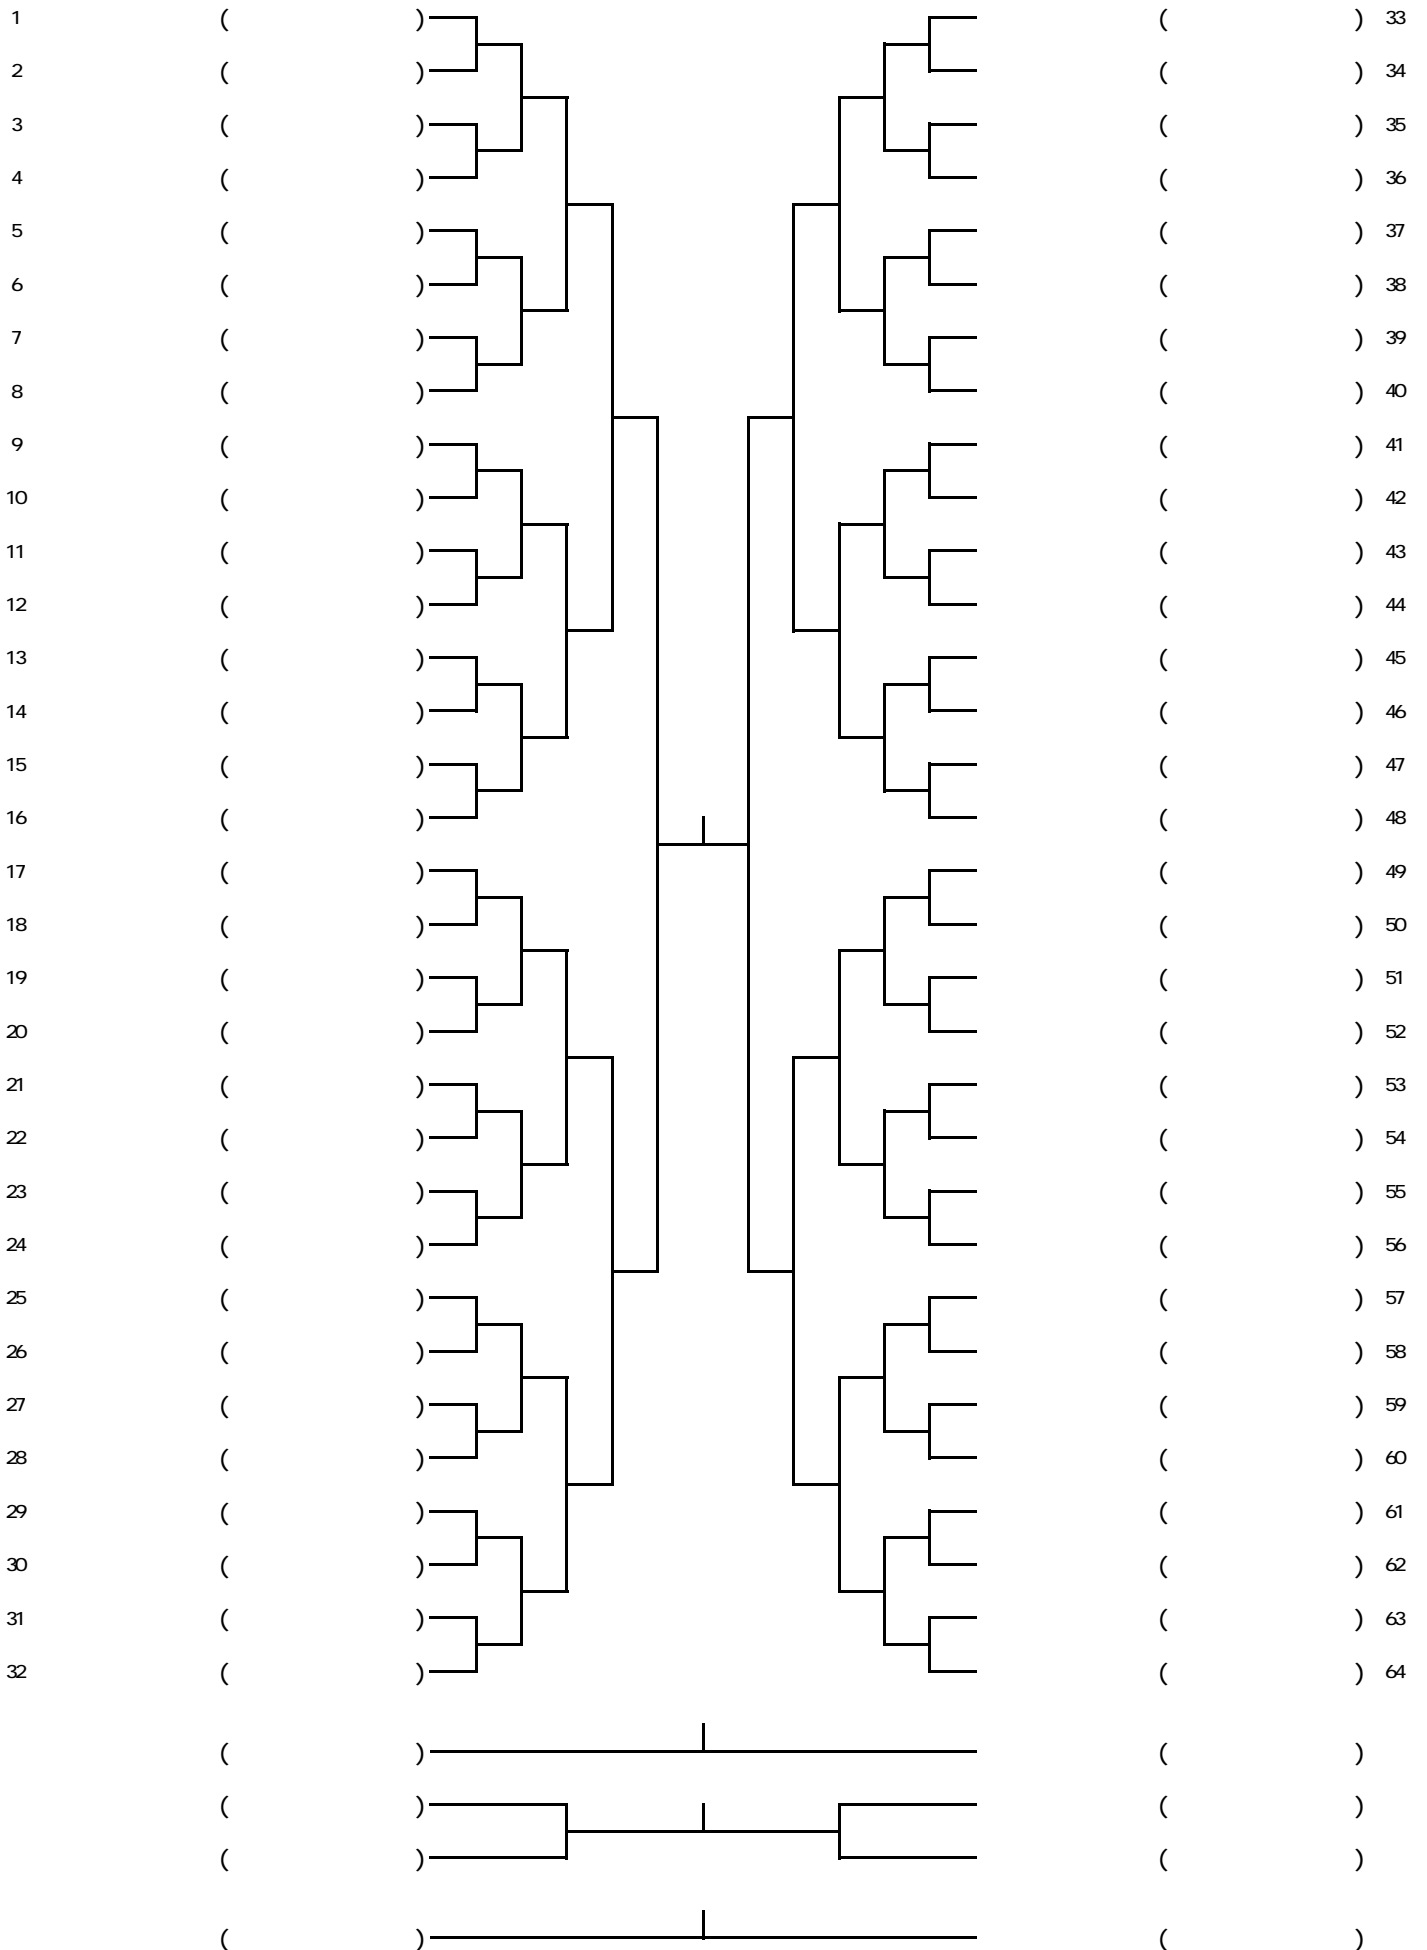 1 ( ) ( ) 33
2 ( ) ( ) 34
3 ( ) ( ) 35
4 ( ) ( ) 36
5 ( ) ( ) 37
6 ( ) ( ) 38
7 ( ) ( ) 39
8 ( ) ( ) 40
9 ( ) ( ) 41
10 ( ) ( ) 42
11 ( ) ( ) 43
12 ( ) ( ) 44
13 ( ) ( ) 45
14 ( ) ( ) 46
15 ( ) ( ) 47
16 ( ) ( ) 48
17 ( ) ( ) 49
18 ( ) ( ) 50
19 ( ) ( ) 51
20 ( ) ( ) 52
21 ( ) ( ) 53
22 ( ) ( ) 54
23 ( ) ( ) 55
24 ( ) ( ) 56
25 ( ) ( ) 57
26 ( ) ( ) 58
27 ( ) ( ) 59
28 ( ) ( ) 60
29 ( ) ( ) 61
30 ( ) ( ) 62
31 ( ) ( ) 63
32 ( ) ( ) 64
( ) ( )
( ) ( )
( ) ( )
( ) ( )